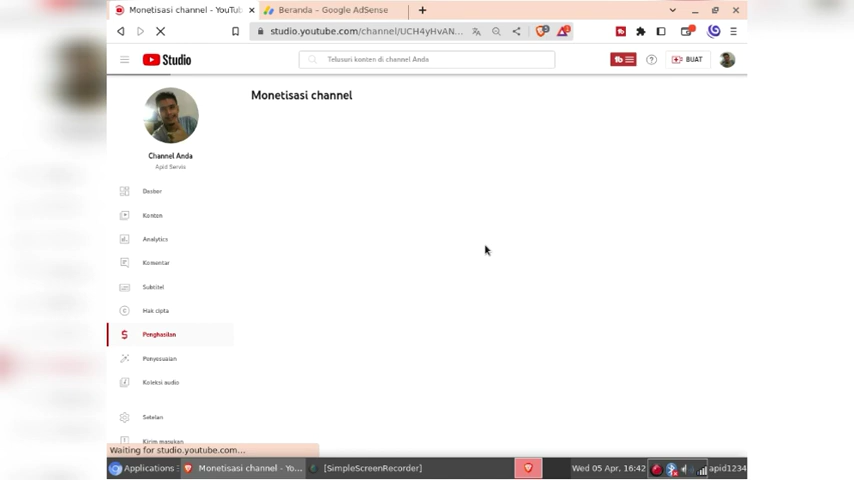 Monetisasi channel - YouTub
Beranda – Google AdSense
studio.youtube.com/channel/UCH4yHvAN...
Studio
Telusuri konten di channel Anda
BUAT
Monetisasi channel
Channel Anda
Apid Servis
Dasbor
Konten
Analytics
Komentar
Subtitel
Hak cipta
Penghasilan
Penyesuaian
Koleksi audio
Setelan
Kirim masukan
Waiting for studio.youtube.com...
Applications
Monetisasi channel - Yo...
[SimpleScreenRecorder]
Wed 05 Apr, 16:42
apid1234